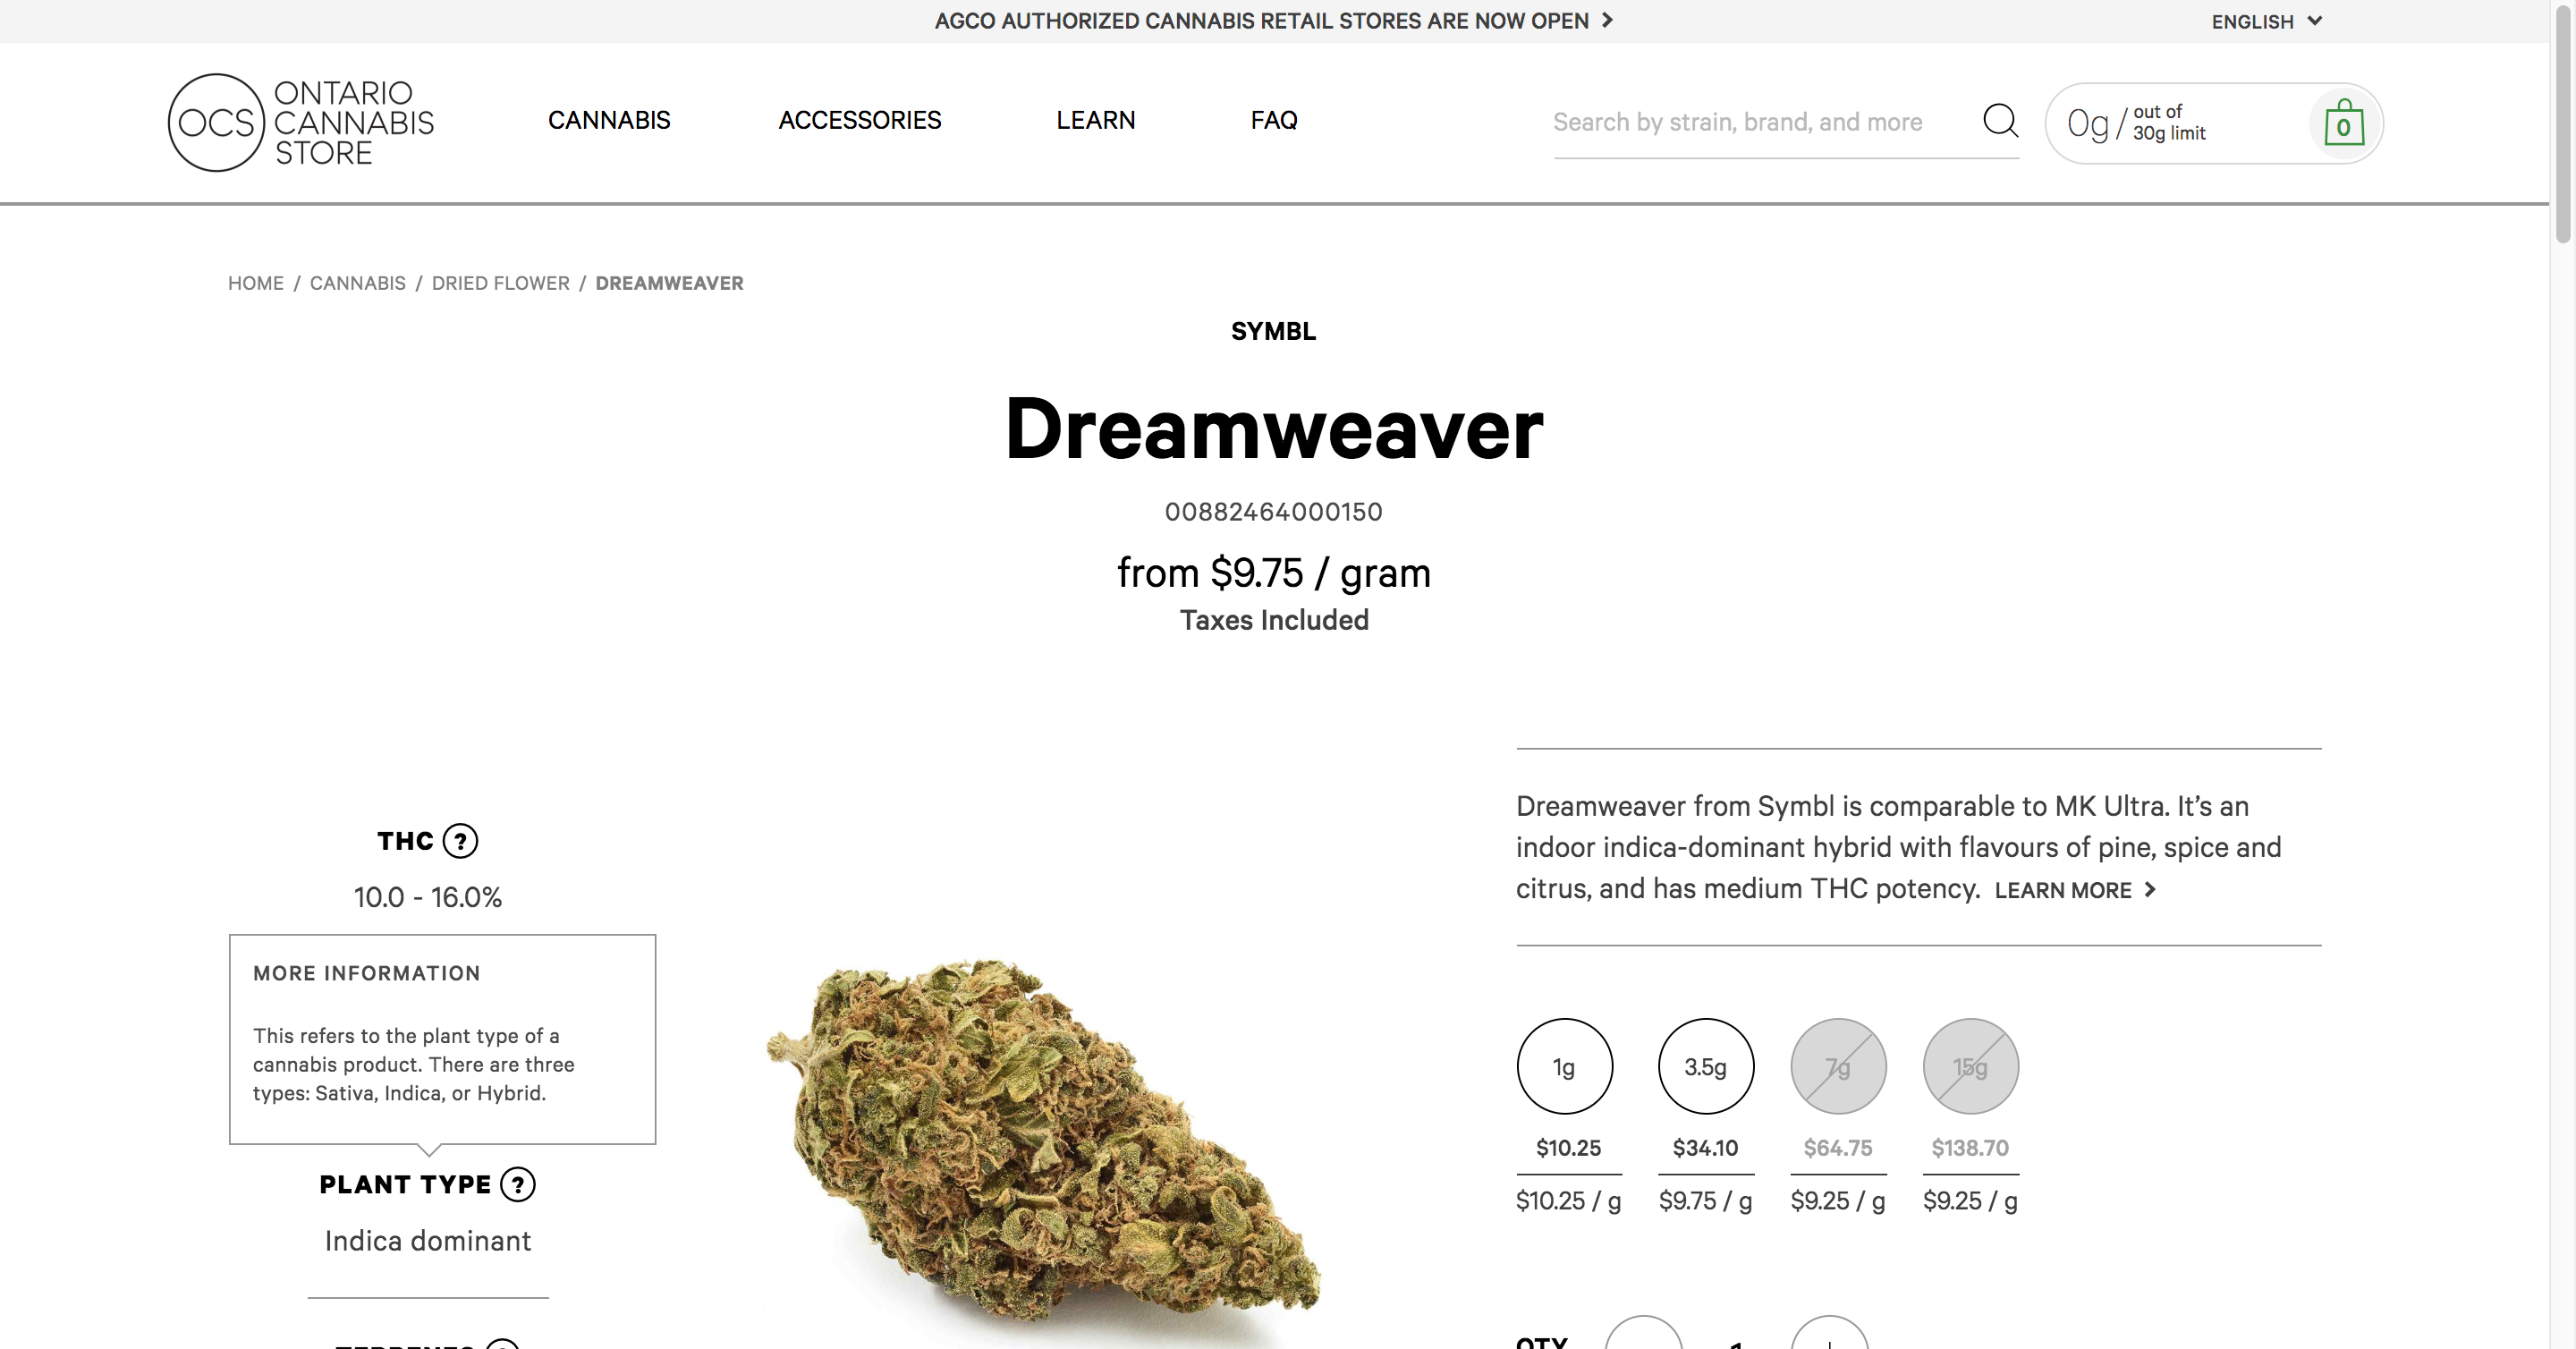 AGCO AUTHORIZED CANNABIS RETAIL STORES ARE NOW OPEN
ENGLISH
OCS
ONTARIO
CANNABIS
STORE
CANNABIS
ACCESSORIES
LEARN
FAQ
Search by strain, brand, and more
0g / out of
30g limit
0
HOME / CANNABIS / DRIED FLOWER / DREAMWEAVER
SYMBL
Dreamweaver
00882464000150
from $9.75 / gram
Taxes Included
THC ?
10.0 - 16.0%
MORE INFORMATION
This refers to the plant type of a
cannabis product. There are three
types: Sativa, Indica, or Hybrid.
PLANT TYPE ?
Indica dominant
TERPENES
Dreamweaver from Symbl is comparable to MK Ultra. It’s an
indoor indica-dominant hybrid with flavours of pine, spice and
citrus, and has medium THC potency. LEARN MORE
1g 3.5g 7g 15g
$10.25 $34.10 $64.75 $138.70
$10.25 / g $9.75 / g $9.25 / g $9.25 / g
QTY 1